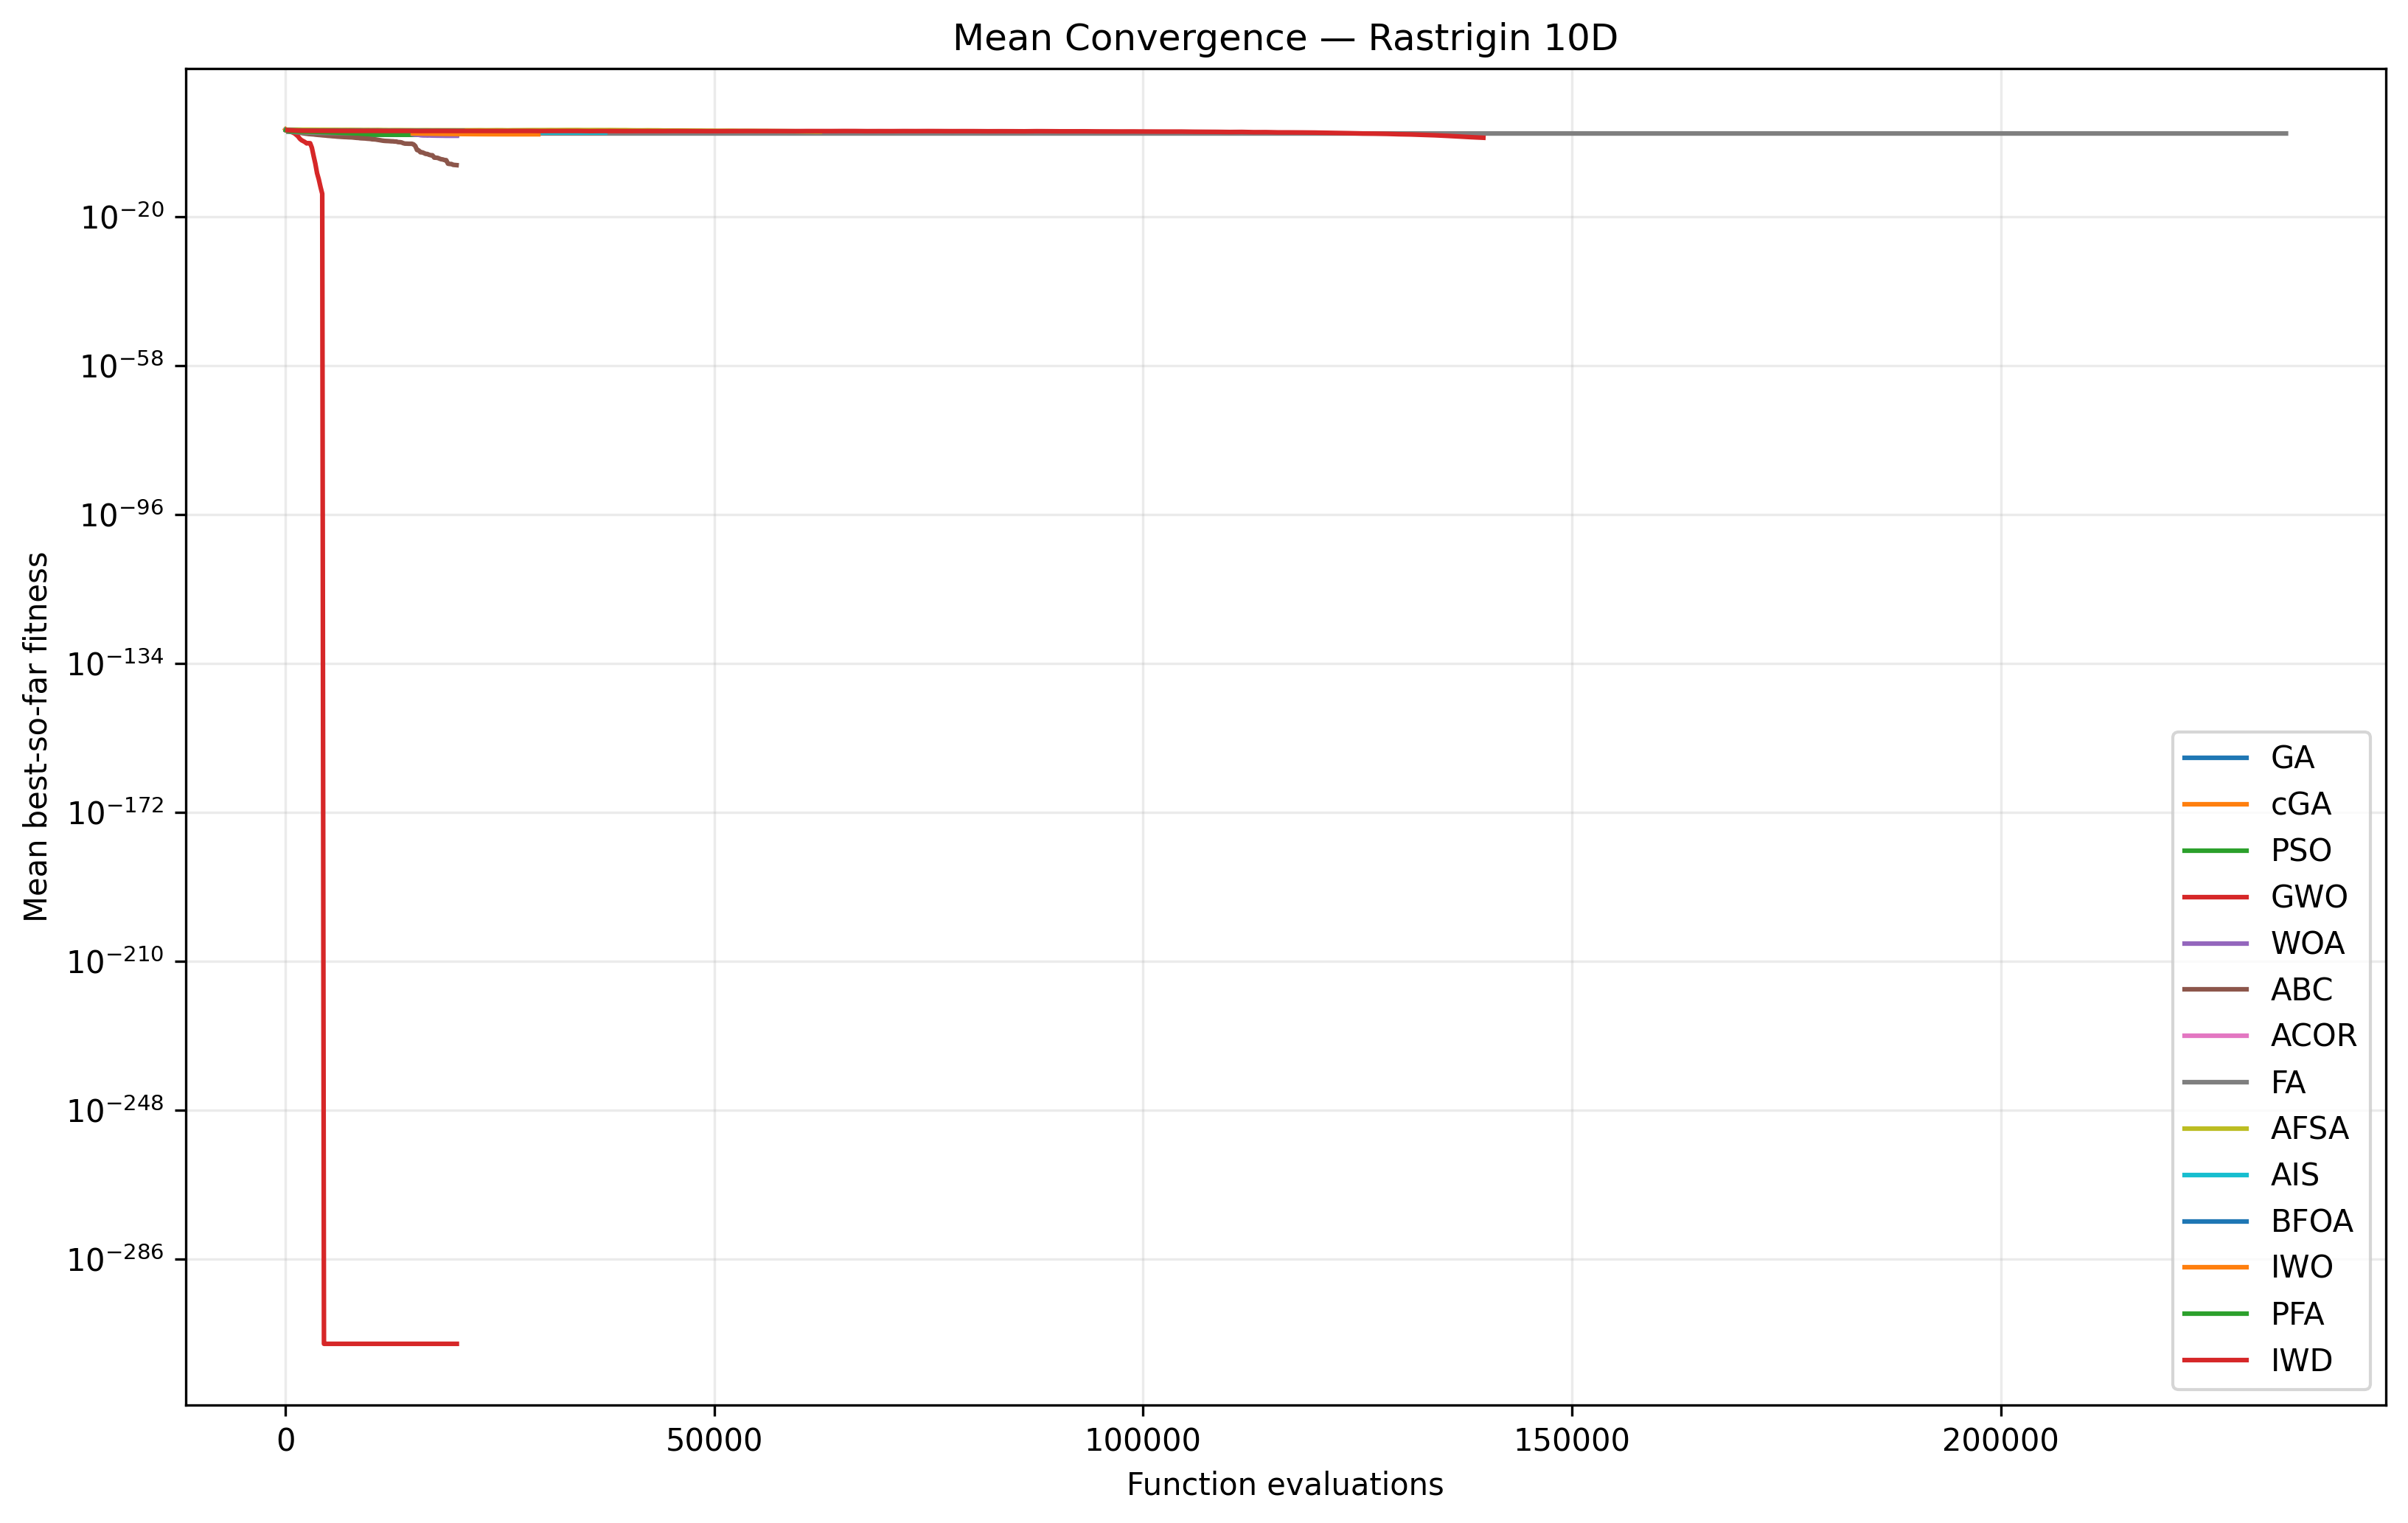 Mean Convergence — Rastrigin 10D
Mean best-so-far fitness
10^−20
10^−58
10^−96
10^−134
10^−172
10^−210
10^−248
10^−286
GA
cGA
PSO
GWO
WOA
ABC
ACOR
FA
AFSA
AIS
BFOA
IWO
PFA
IWD
0 50000 100000 150000 200000
Function evaluations